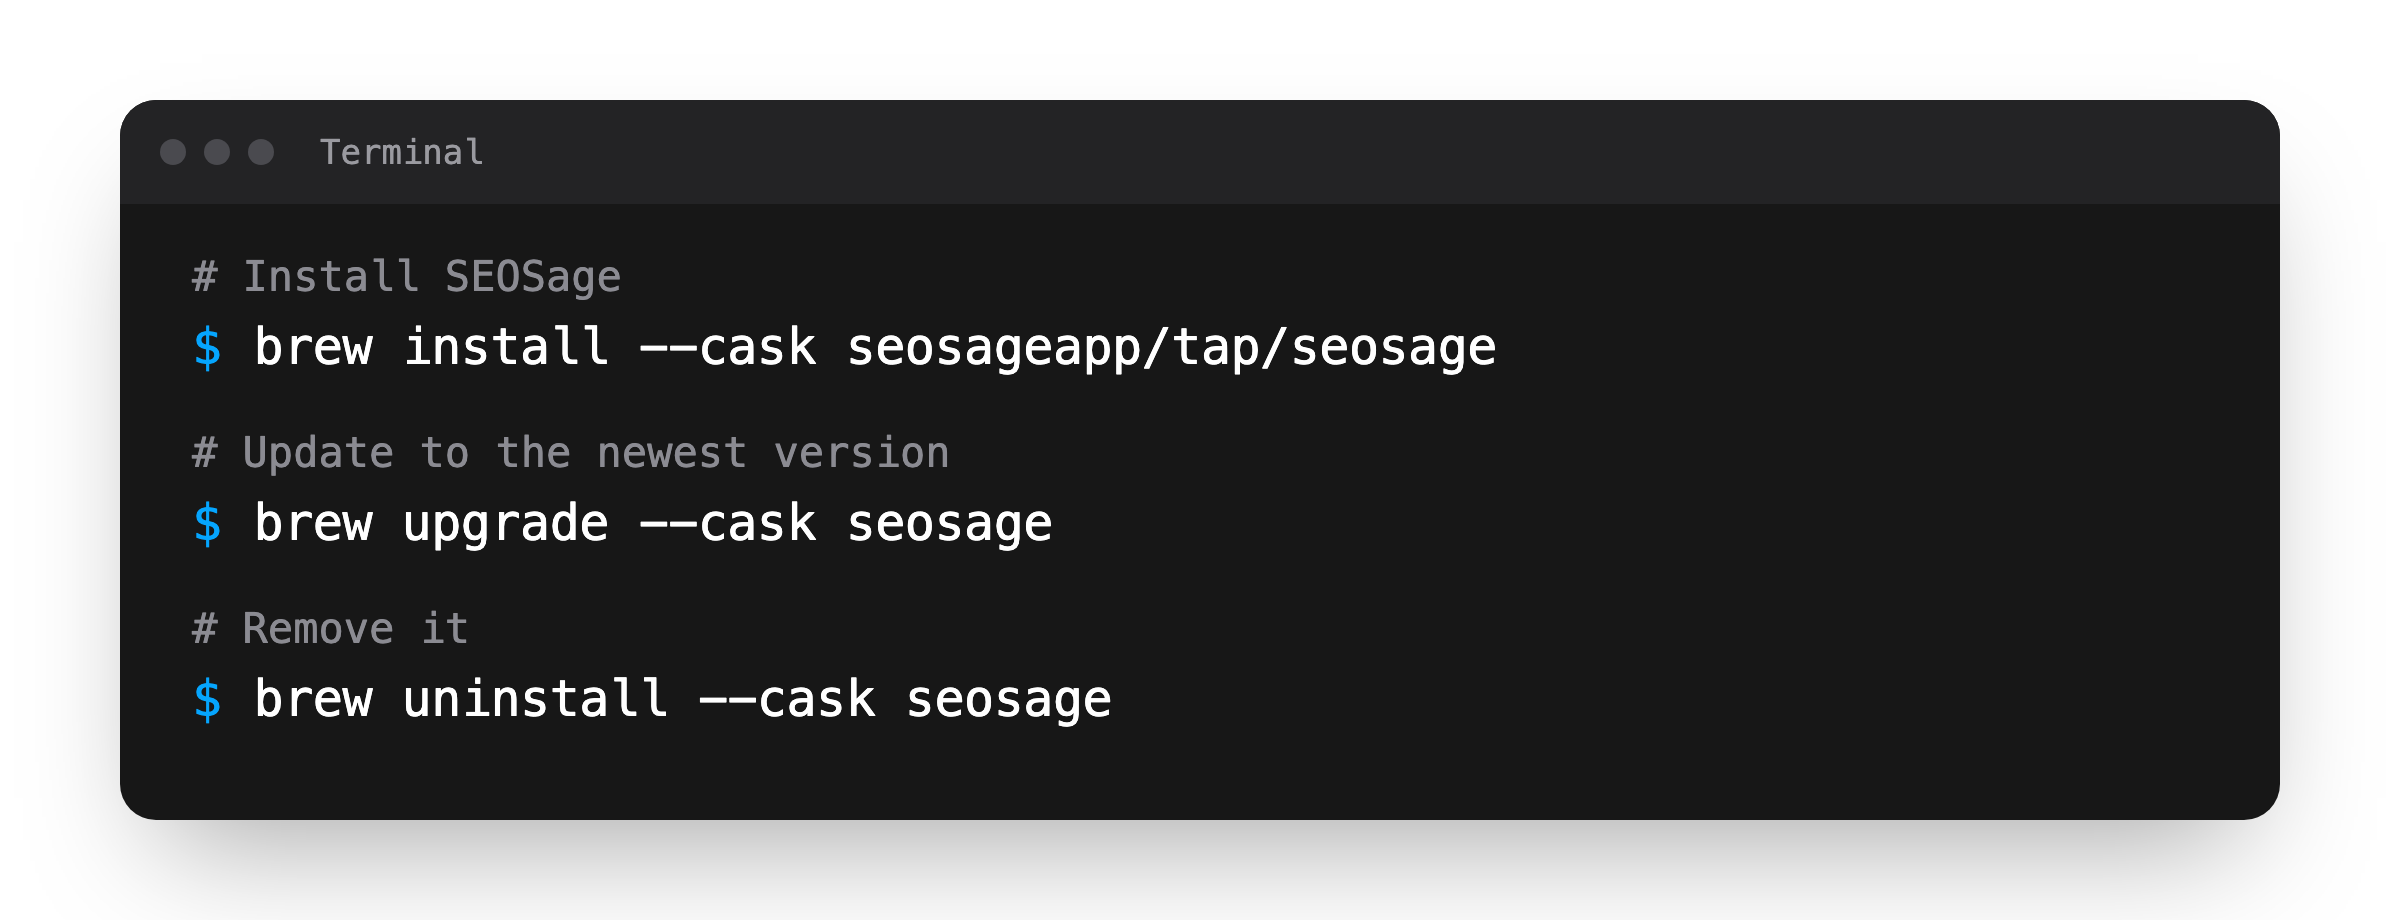 Terminal
# Install SEOSage
$ brew install --cask seosageapp/tap/seosage
# Update to the newest version
$ brew upgrade --cask seosage
# Remove it
$ brew uninstall --cask seosage